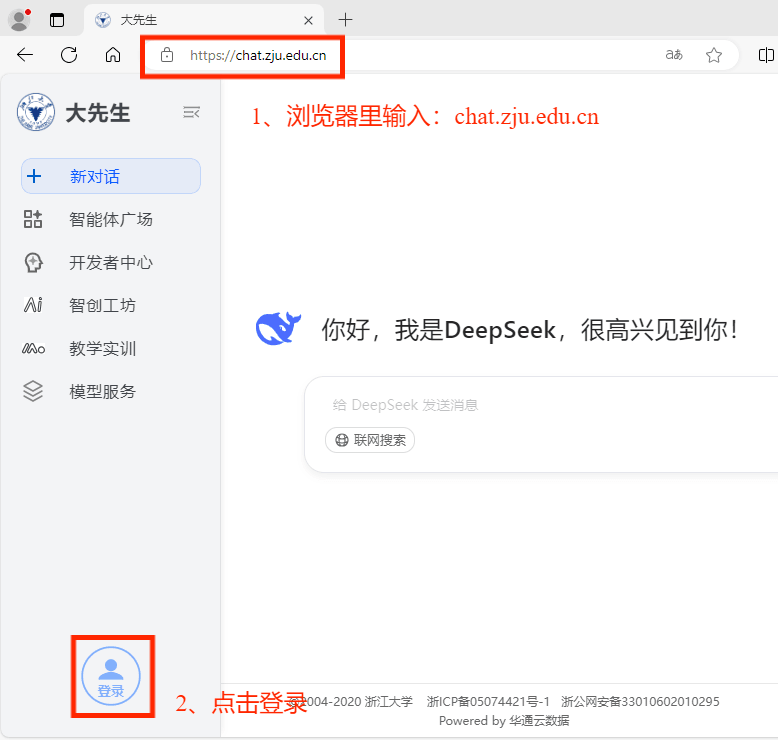 大先生
https://chat.zju.edu.cn
aあ
大先生
1、浏览器里输入：chat.zju.edu.cn
新对话
智能体广场
开发者中心
Ai 智创工坊
教学实训
模型服务
你好，我是DeepSeek，很高兴见到你！
给 DeepSeek 发送消息
联网搜索
登录
2、点击登录
©2004-2020 浙江大学 浙ICP备05074421号-1 浙公网安备33010602010295
Powered by 华通云数据